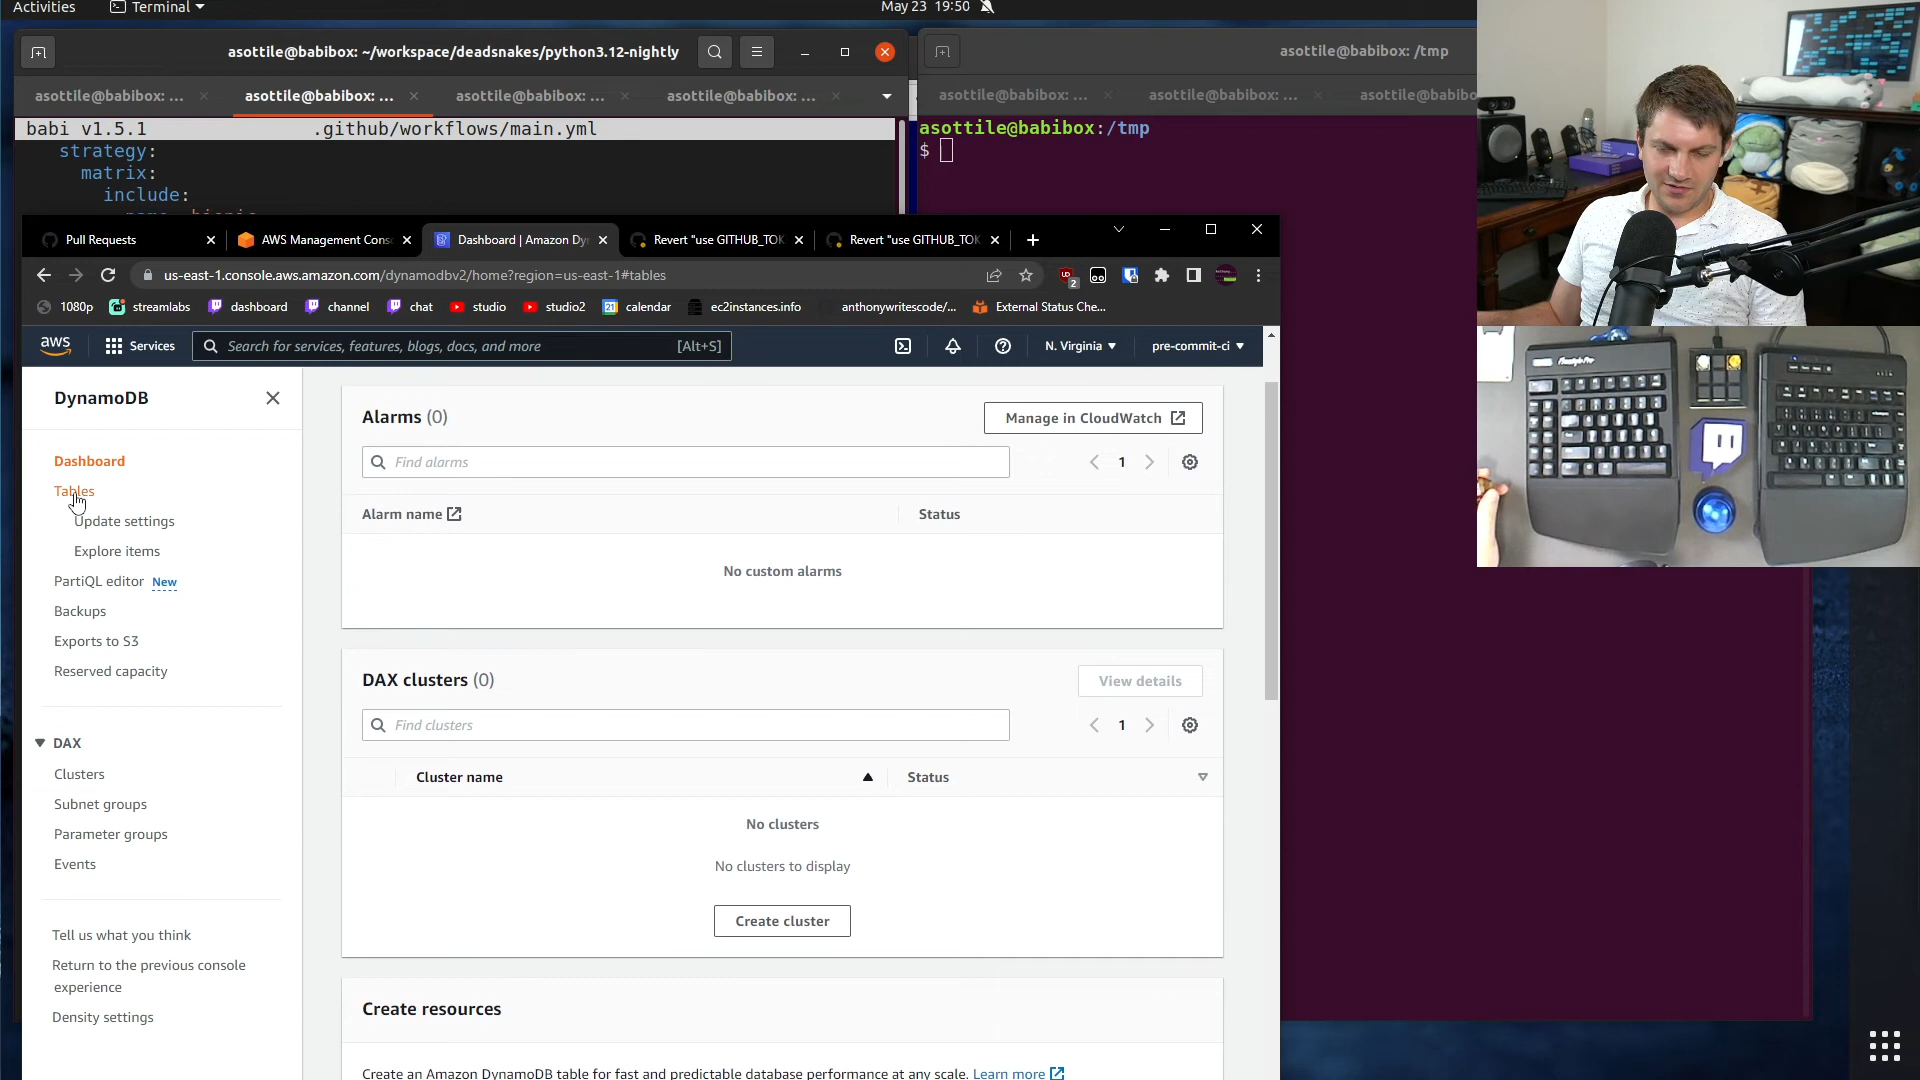 Activities
Terminal
May 23 19:50
asottile@babibox: ~/workspace/deadsnakes/python3.12-nightly
asottile@babibox: /tmp
asottile@babibox: ...
asottile@babibox: ...
asottile@babibox: ...
asottile@babibox: ...
asottile@babibox: ...
asottile@babibox: ...
asottile@babibo
babi v1.5.1 .github/workflows/main.yml
strategy:
matrix:
include:
asottile@babibox:/tmp
$
Pull Requests
AWS Management Cons
Dashboard | Amazon Dy
Revert "use GITHUB_TOK
Revert "use GITHUB_TOK
us-east-1.console.aws.amazon.com/dynamodbv2/home?region=us-east-1#tables
2
1080p
streamlabs
dashboard
channel
chat
studio
studio2
21
calendar
ec2instances.info
anthonywritescode/...
External Status Che...
aws
Services
Search for services, features, blogs, docs, and more
[Alt+S]
N. Virginia
pre-commit-ci
DynamoDB
Dashboard
Tables
Update settings
Explore items
PartiQL editor New
Backups
Exports to S3
Reserved capacity
DAX
Clusters
Subnet groups
Parameter groups
Events
Tell us what you think
Return to the previous console
experience
Density settings
Alarms (0)
Manage in CloudWatch
Find alarms
1
Alarm name
Status
No custom alarms
DAX clusters (0)
View details
Find clusters
1
Cluster name
Status
No clusters
No clusters to display
Create cluster
Create resources
Create an Amazon DynamoDB table for fast and predictable database performance at any scale. Learn more